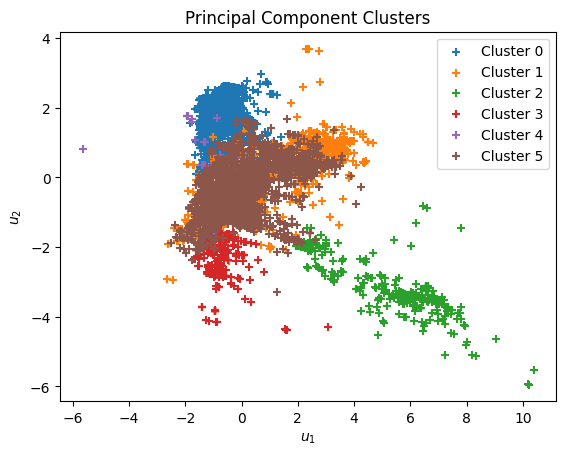 Principal Component Clusters
Cluster 0
Cluster 1
Cluster 2
Cluster 3
Cluster 4
Cluster 5
4
2
0
−2
−4
−6
u₂
−6 −4 −2 0 2 4 6 8 10
u₁